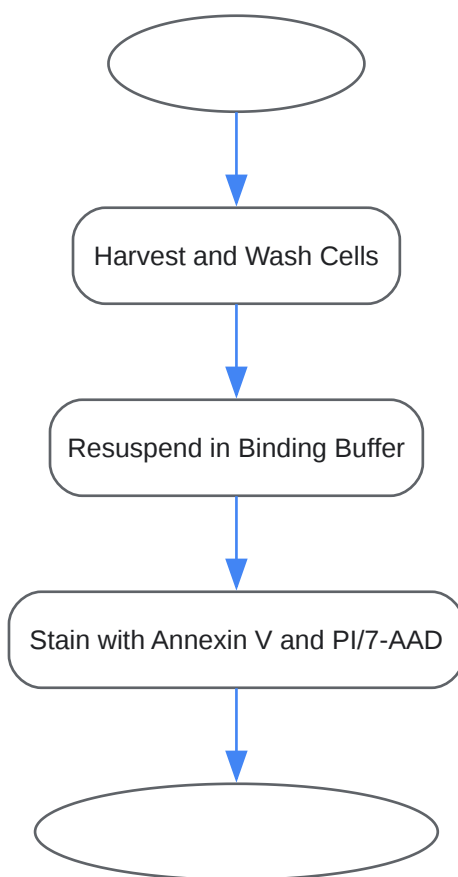 Harvest and Wash Cells
Resuspend in Binding Buffer
Stain with Annexin V and PI/7-AAD